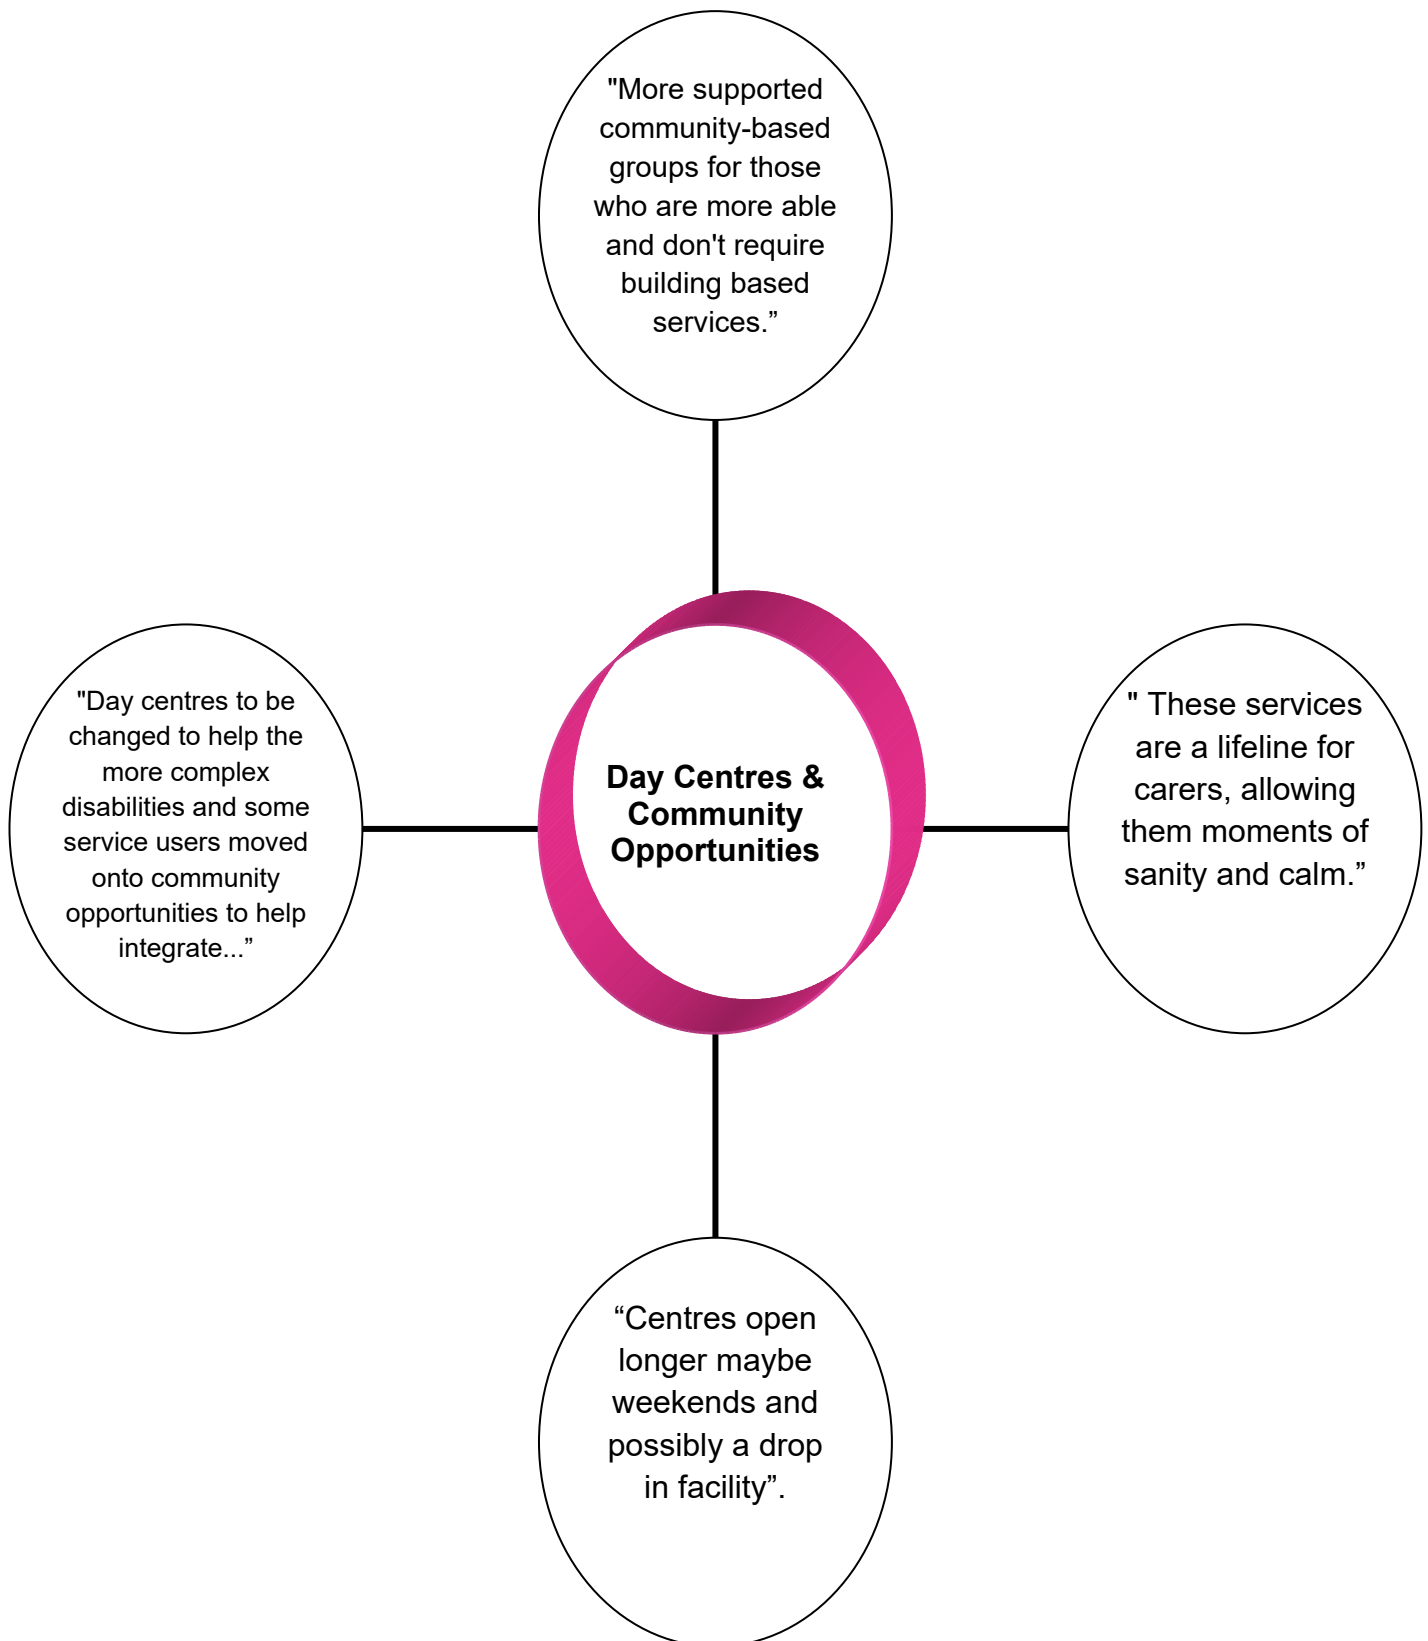 "More supported
community-based
groups for those
who are more able
and don't require
building based
services.”
"Day centres to be
changed to help the
more complex
disabilities and some
service users moved
onto community
opportunities to help
integrate...”
Day Centres &
Community
Opportunities
" These services
are a lifeline for
carers, allowing
them moments of
sanity and calm.”
“Centres open
longer maybe
weekends and
possibly a drop
in facility”.